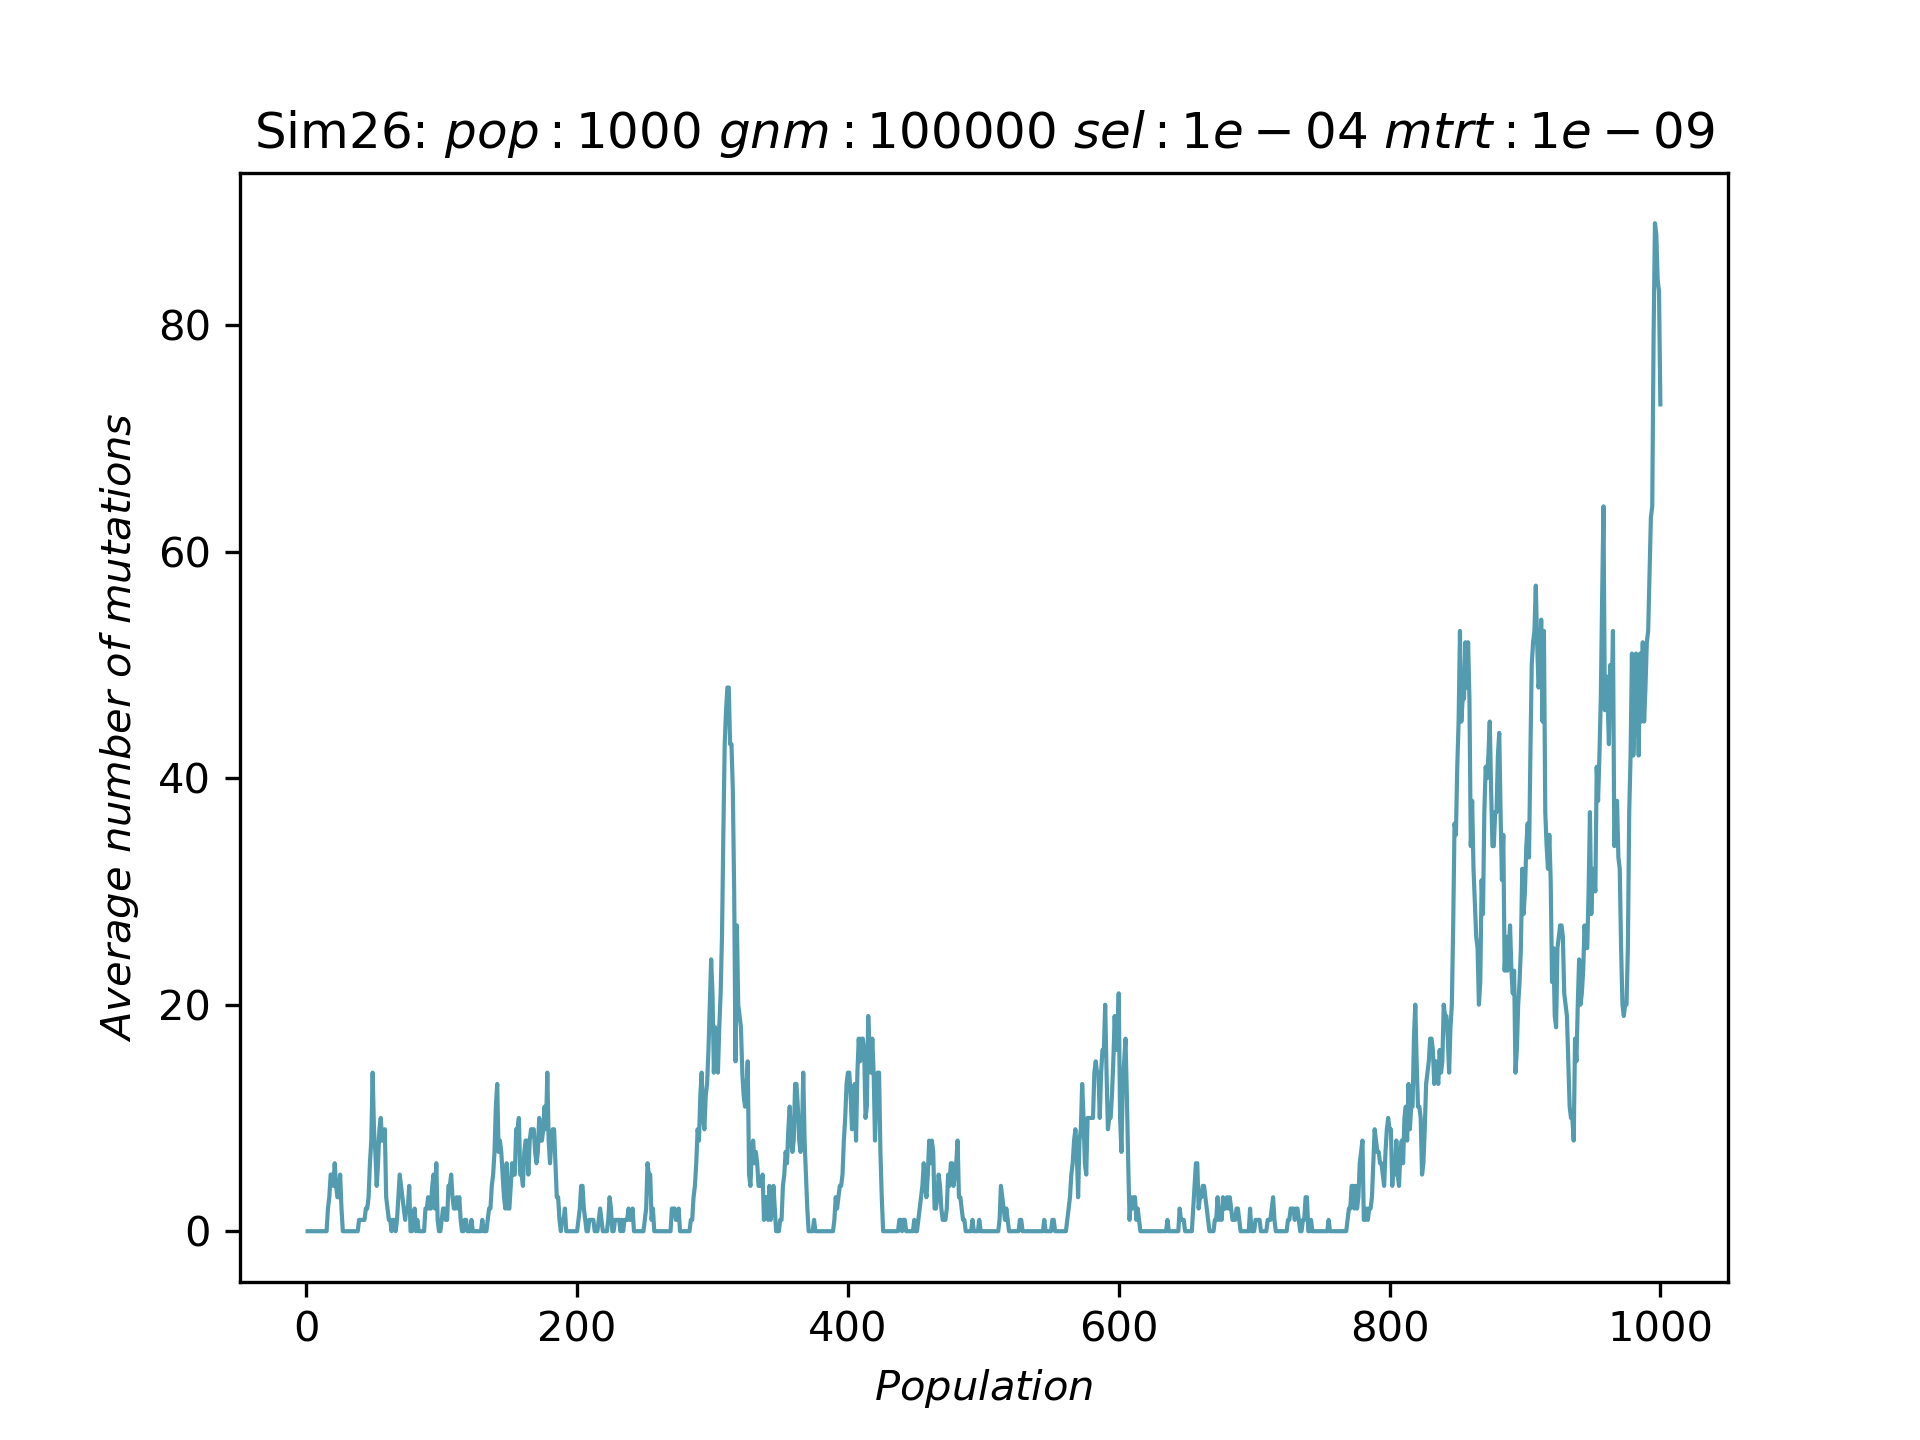 Sim26: pop : 1000 gnm : 100000 sel : 1e − 04 mtrt : 1e − 09
Average number of mutations
80
60
40
20
0
0 200 400 600 800 1000
Population